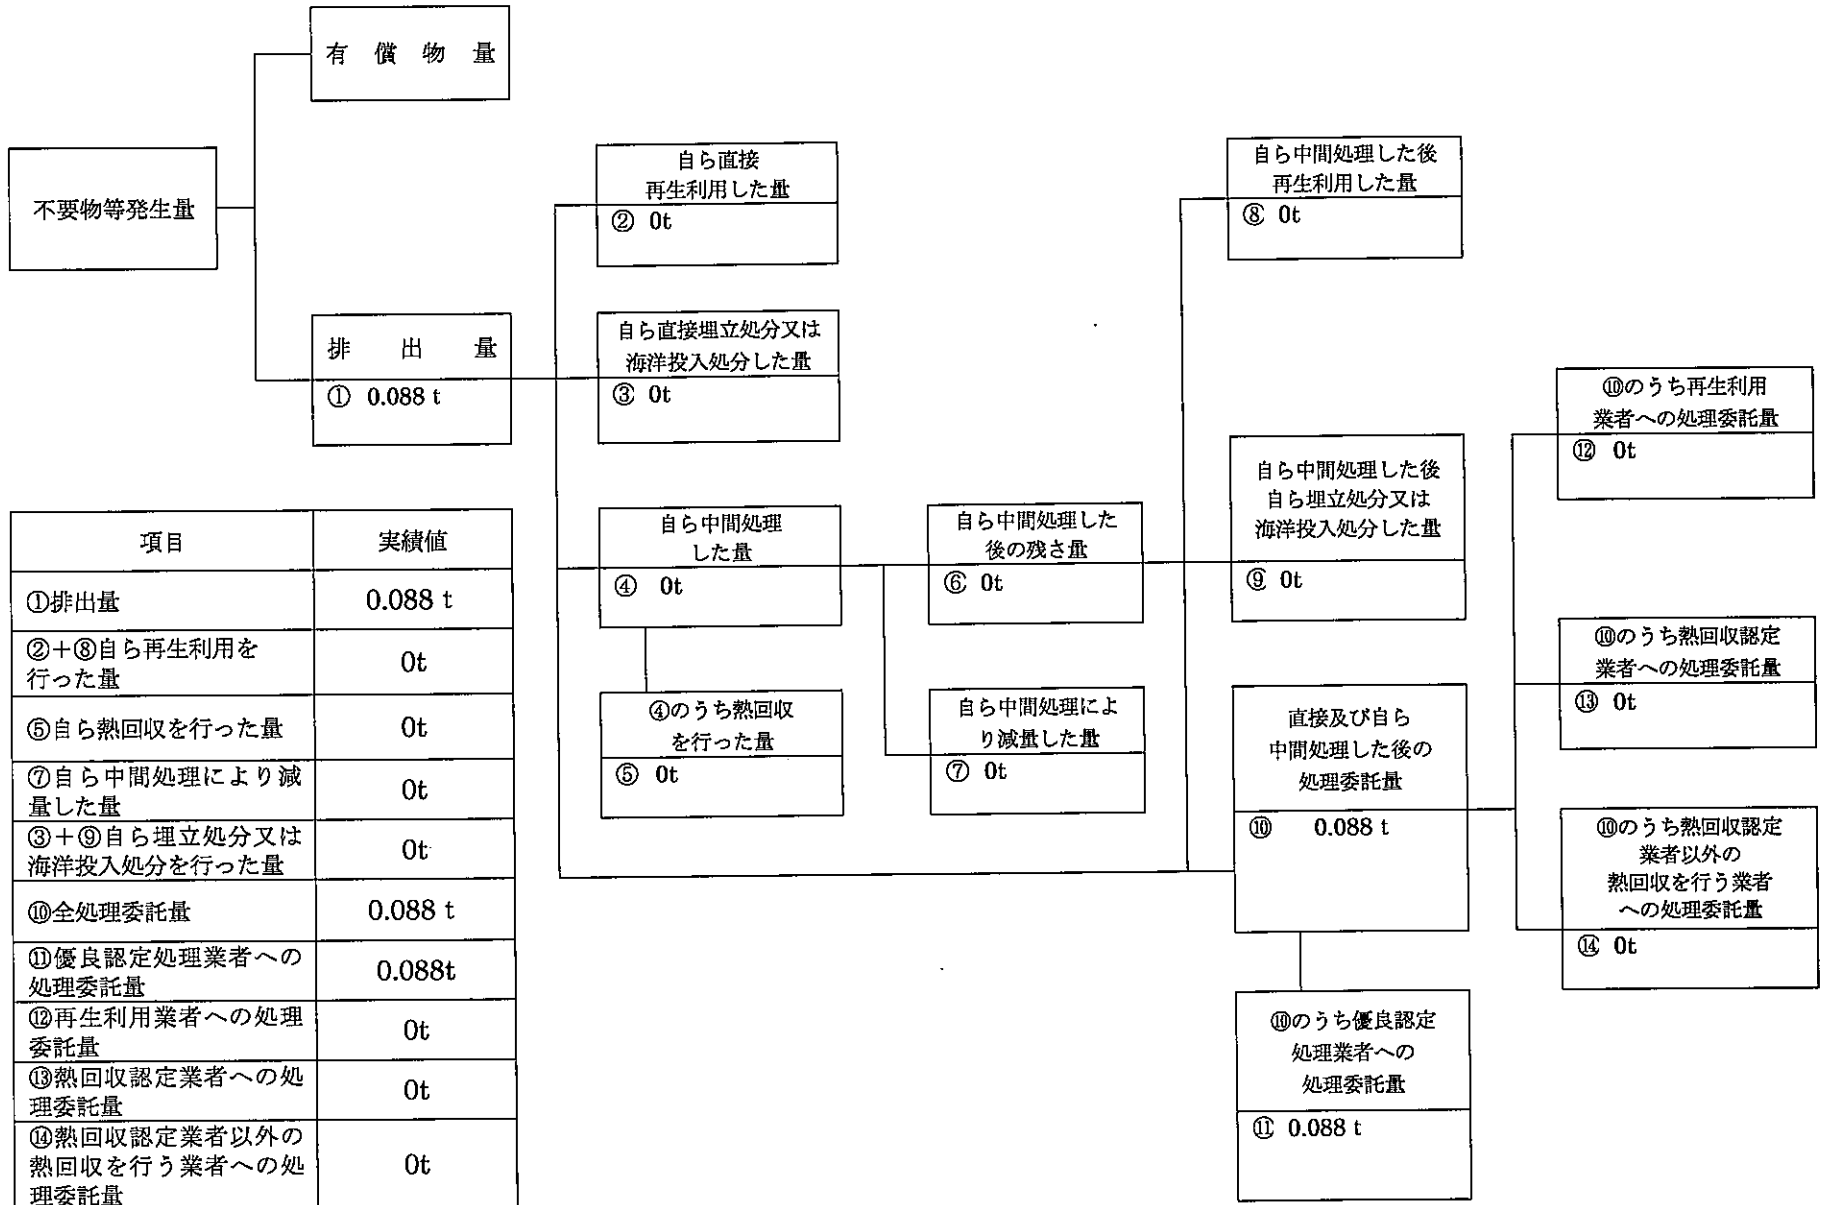 有償物量
不要物等発生量
排出量
① 0.088 t
自ら直接
再生利用した量
② 0t
自ら直接埋立処分又は
海洋投入処分した量
③ 0t
自ら中間処理
した量
④ 0t
④のうち熱回収
を行った量
⑤ 0t
自ら中間処理した
後の残さ量
⑥ 0t
自ら中間処理によ
り減量した量
⑦ 0t
自ら中間処理した後
再生利用した量
⑧ 0t
自ら中間処理した後
自ら埋立処分又は
海洋投入処分した量
⑨ 0t
直接及び自ら
中間処理した後の
処理委託量
⑩ 0.088 t
⑩のうち優良認定
処理業者への
処理委託量
⑪ 0.088 t
⑩のうち再生利用
業者への処理委託量
⑫ 0t
⑩のうち熱回収認定
業者への処理委託量
⑬ 0t
⑩のうち熱回収認定
業者以外の
熱回収を行う業者
への処理委託量
⑭ 0t
項目 実績値
①排出量 0.088 t
②+⑧自ら再生利用を
行った量
0t
⑤自ら熱回収を行った量 0t
⑦自ら中間処理により減
量した量
0t
③+⑨自ら埋立処分又は
海洋投入処分を行った量
0t
⑩全処理委託量 0.088 t
⑪優良認定処理業者への
処理委託量
0.088t
⑫再生利用業者への処理
委託量
0t
⑬熱回収認定業者への処
理委託量
0t
⑭熱回収認定業者以外の
熱回収を行う業者への処
理委託量
0t